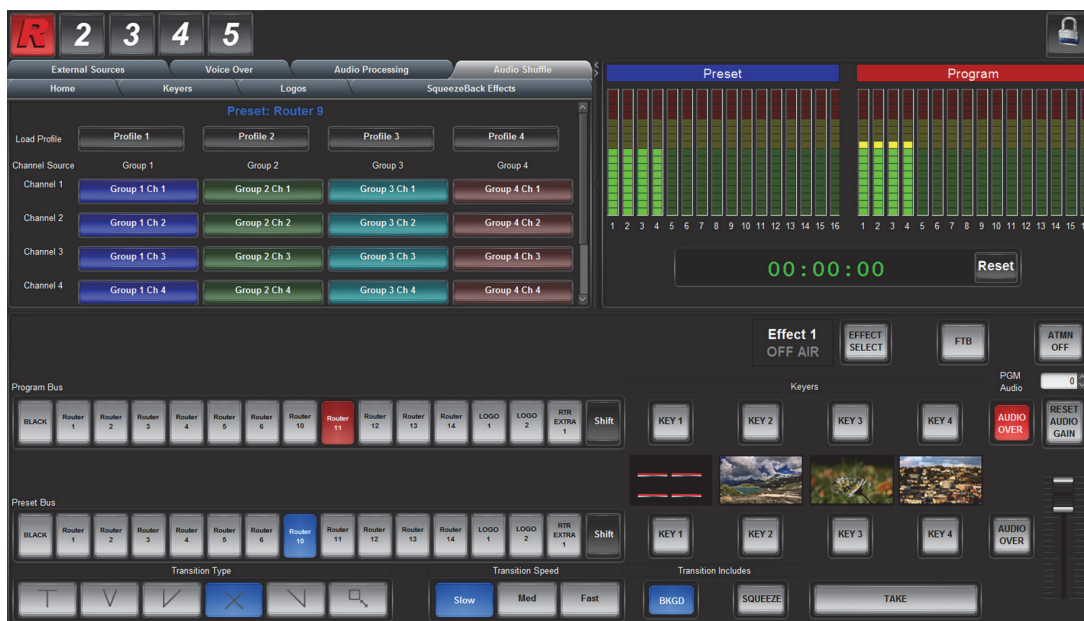 R 2 3 4 5
External Sources Voice Over Audio Processing Audio Shuffle
Home Keyers Logos SqueezeBack Effects
Preset: Router 9
Load Profile Profile 1 Profile 2 Profile 3 Profile 4
Channel Source Group 1 Group 2 Group 3 Group 4
Channel 1 Group 1 Ch 1 Group 2 Ch 1 Group 3 Ch 1 Group 4 Ch 1
Channel 2 Group 1 Ch 2 Group 2 Ch 2 Group 3 Ch 2 Group 4 Ch 2
Channel 3 Group 1 Ch 3 Group 2 Ch 3 Group 3 Ch 3 Group 4 Ch 3
Channel 4 Group 1 Ch 4 Group 2 Ch 4 Group 3 Ch 4 Group 4 Ch 4
Preset Program
1 2 3 4 5 6 7 8 9 10 11 12 13 14 15 16 1 2 3 4 5 6 7 8 9 10 11 12 13 14 15
00:00:00 Reset
Effect 1
OFF AIR
EFFECT
SELECT
FTB
ATMN
OFF
Program Bus Keyers
PGM
Audio
0
BLACK Router 1 Router 2 Router 3 Router 4 Router 5 Router 6 Router 10 Router 11 Router 12 Router 13 Router 14 LOGO 1 LOGO 2 RTR EXTRA 1 Shift KEY 1 KEY 2 KEY 3 KEY 4 AUDIO OVER RESET AUDIO GAIN
Preset Bus
BLACK Router 1 Router 2 Router 3 Router 4 Router 5 Router 6 Router 10 Router 11 Router 12 Router 13 Router 14 LOGO 1 LOGO 2 RTR EXTRA 1 Shift KEY 1 KEY 2 KEY 3 KEY 4 AUDIO OVER
Transition Type Transition Speed Transition Includes
Slow Med Fast BKGD SQUEEZE TAKE